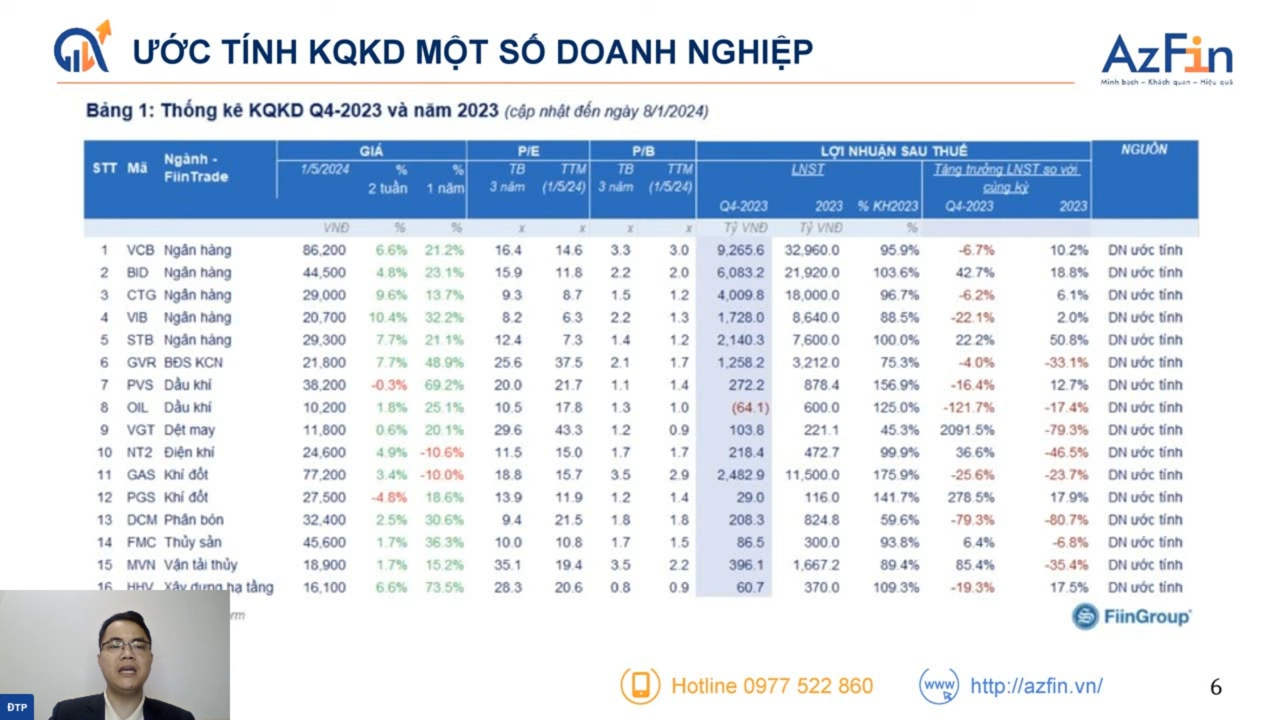 ƯỚC TÍNH KQKD MỘT SỐ DOANH NGHIỆP
AzFin
Minh bạch – Khách quan – Hiệu quả
Bảng 1: Thống kê KQKD Q4-2023 và năm 2023 (cập nhật đến ngày 8/1/2024)
STT Mã Ngành - FiinTrade GIÁ P/E P/B LỢI NHUẬN SAU THUẾ NGUỒN
1/5/2024 % 2 tuần % 1 năm TB 3 năm TTM (1/5/24) TB 3 năm TTM (1/5/24) LNST Tăng trưởng LNST so với cùng kỳ
Q4-2023 2023 % KH2023 Q4-2023 2023
VNĐ % % x x x x Tỷ VNĐ Tỷ VNĐ %
1 VCB Ngân hàng 86,200 6.6% 21.2% 16.4 14.6 3.3 3.0 9,265.6 32,960.0 95.9% -6.7% 10.2% DN ước tính
2 BID Ngân hàng 44,500 4.8% 23.1% 15.9 11.8 2.2 2.0 6,083.2 21,920.0 103.6% 42.7% 18.8% DN ước tính
3 CTG Ngân hàng 29,000 9.6% 13.7% 9.3 8.7 1.5 1.2 4,009.8 18,000.0 96.7% -6.2% 6.1% DN ước tính
4 VIB Ngân hàng 20,700 10.4% 32.2% 8.2 6.3 2.2 1.3 1,728.0 8,640.0 88.5% -22.1% 2.0% DN ước tính
5 STB Ngân hàng 29,300 7.7% 21.1% 12.4 7.3 1.4 1.2 2,140.3 7,600.0 100.0% 22.2% 50.8% DN ước tính
6 GVR BĐS KCN 21,800 7.7% 48.9% 25.6 37.5 2.1 1.7 1,258.2 3,212.0 75.3% -4.0% -33.1% DN ước tính
7 PVS Dầu khí 38,200 -0.3% 69.2% 20.0 21.7 1.1 1.4 272.2 878.4 156.9% -16.4% 12.7% DN ước tính
8 OIL Dầu khí 10,200 1.8% 25.1% 10.5 17.8 1.3 1.0 (64.1) 600.0 125.0% -121.7% -17.4% DN ước tính
9 VGT Dệt may 11,800 0.6% 20.1% 29.6 43.3 1.2 0.9 103.8 221.1 45.3% 2091.5% -79.3% DN ước tính
10 NT2 Điện khí 24,600 4.9% -10.6% 11.5 15.0 1.7 1.7 218.4 472.7 99.9% 36.6% -46.5% DN ước tính
11 GAS Khí đốt 77,200 3.4% -10.0% 18.8 15.7 3.5 2.9 2,482.9 11,500.0 175.9% -25.6% -23.7% DN ước tính
12 PGS Khí đốt 27,500 -4.8% 18.6% 13.9 11.9 1.2 1.4 29.0 116.0 141.7% 278.5% 17.9% DN ước tính
13 DCM Phân bón 32,400 2.5% 30.6% 9.4 21.5 1.8 1.8 208.3 824.8 59.6% -79.3% -80.7% DN ước tính
14 FMC Thủy sản 45,600 1.7% 36.3% 10.0 10.8 1.7 1.5 86.5 300.0 93.8% 6.4% -6.8% DN ước tính
15 MVN Vận tải thủy 18,900 1.7% 15.2% 35.1 19.4 3.5 2.2 396.1 1,667.2 89.4% 85.4% -35.4% DN ước tính
16 HHV Xây dựng hạ tầng 16,100 6.6% 73.5% 28.3 20.6 0.8 0.9 60.7 370.0 109.3% -19.3% 17.5% DN ước tính
FiinGroup
ĐTP
Hotline 0977 522 860
www
http://azfin.vn/
6